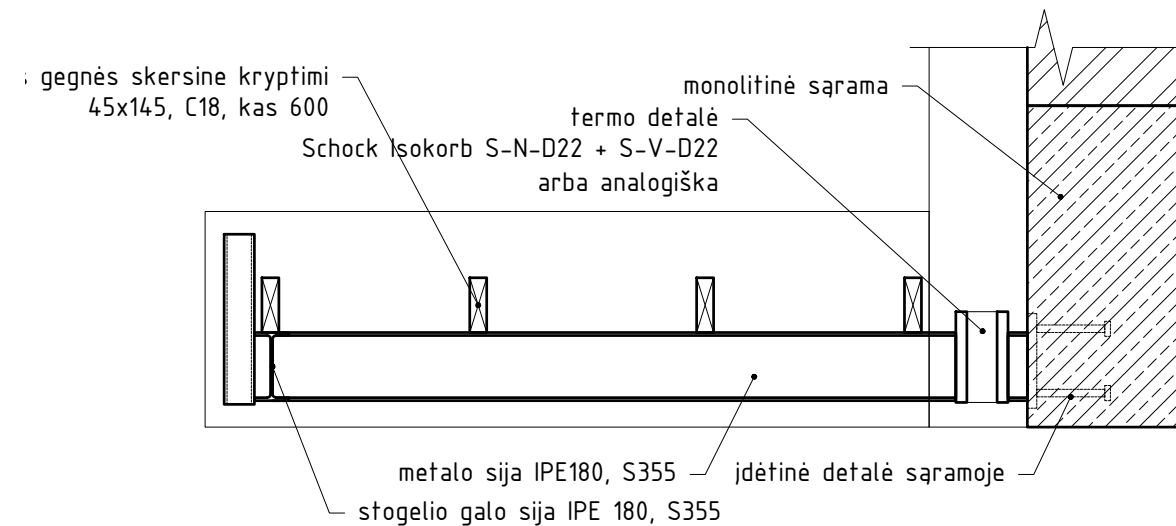 gegnės skersine kryptimi
45x145, C18, kas 600
monolitinė sąrama
termo detalė
Schock Isokorb S-N-D22 + S-V-D22
arba analogiška
metalo sija IPE180, S355
įdėtinė detalė sąramoje
stogelio galo sija IPE 180, S355